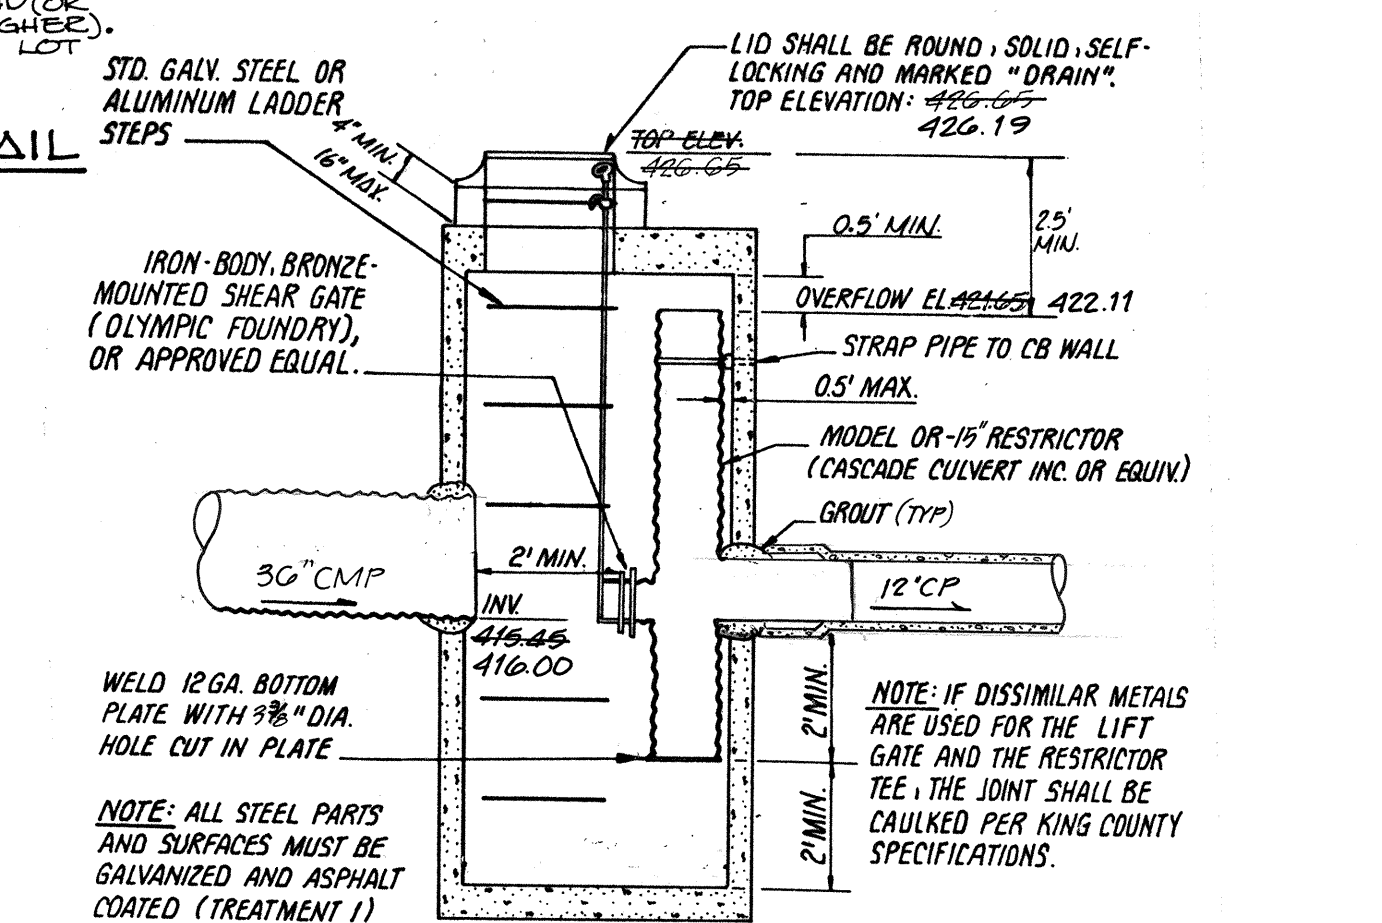 GHER).
LOT
AIL
STD. GALV. STEEL OR
ALUMINUM LADDER
STEPS
4" MIN.
16" MAX.
LID SHALL BE ROUND, SOLID, SELF-
LOCKING AND MARKED "DRAIN".
TOP ELEVATION: 426.65
426.19
TOP ELEV.
426.65
0.5' MIN.
2.5'
MIN.
OVERFLOW EL. 421.65 422.11
IRON-BODY, BRONZE-
MOUNTED SHEAR GATE
(OLYMPIC FOUNDRY),
OR APPROVED EQUAL.
STRAP PIPE TO CB WALL
0.5' MAX.
MODEL OR-15" RESTRICTOR
(CASCADE CULVERT INC. OR EQUIV.)
GROUT (TYP)
36" CMP
2' MIN.
12" CP
INV.
415.45
416.00
WELD 12 GA. BOTTOM
PLATE WITH DIA.
HOLE CUT IN PLATE
2' MIN.
2' MIN.
NOTE: IF DISSIMILAR METALS
ARE USED FOR THE LIFT
GATE AND THE RESTRICTOR
TEE, THE JOINT SHALL BE
CAULKED PER KING COUNTY
SPECIFICATIONS.
NOTE: ALL STEEL PARTS
AND SURFACES MUST BE
GALVANIZED AND ASPHALT
COATED (TREATMENT 1)